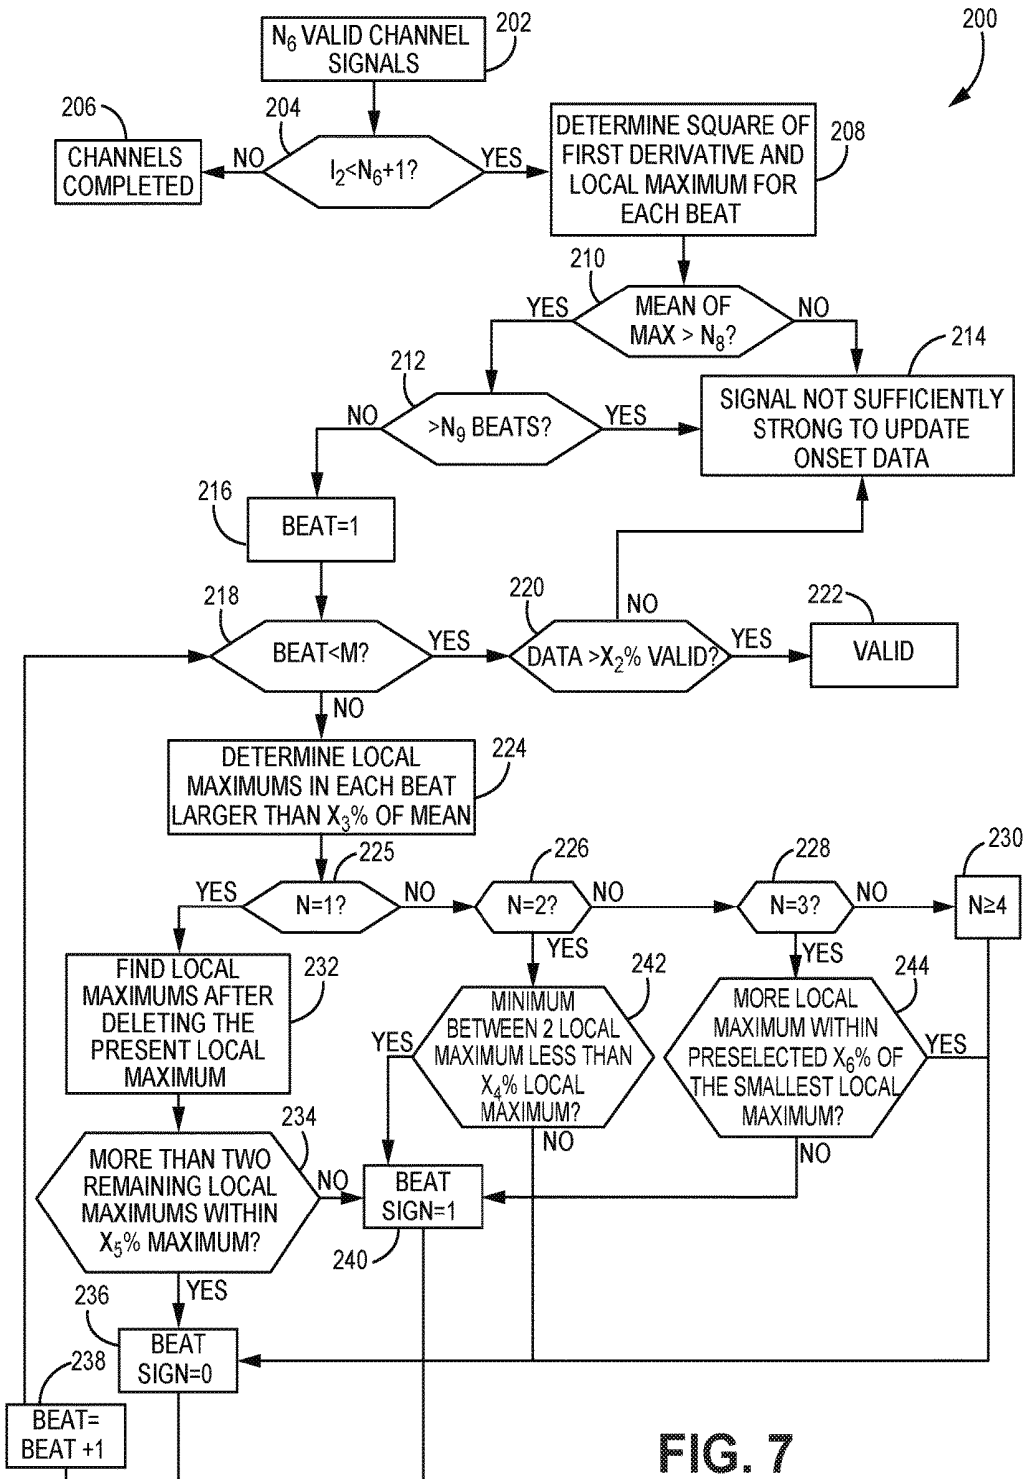 200
N6 VALID CHANNEL
SIGNALS
202
206
204
CHANNELS
COMPLETED
NO
I2<N6+1?
YES
DETERMINE SQUARE OF
FIRST DERIVATIVE AND
LOCAL MAXIMUM FOR
EACH BEAT
208
210
YES
MEAN OF
MAX > N8?
NO
214
212
NO
>N9 BEATS?
YES
SIGNAL NOT SUFFICIENTLY
STRONG TO UPDATE
ONSET DATA
216
BEAT=1
218
BEAT<M?
YES
NO
220
NO
DATA >X2% VALID?
YES
222
VALID
DETERMINE LOCAL
MAXIMUMS IN EACH BEAT
LARGER THAN X3% OF MEAN
224
225
YES
N=1?
NO
226
N=2?
NO
YES
228
N=3?
NO
YES
230
N≥4
FIND LOCAL
MAXIMUMS AFTER
DELETING THE
PRESENT LOCAL
MAXIMUM
232
242
YES
MINIMUM
BETWEEN 2 LOCAL
MAXIMUM LESS THAN
X4% LOCAL
MAXIMUM?
NO
244
MORE LOCAL
MAXIMUM WITHIN
PRESELECTED X6% OF
THE SMALLEST LOCAL
MAXIMUM?
YES
NO
234
MORE THAN TWO
REMAINING LOCAL
MAXIMUMS WITHIN
X5% MAXIMUM?
NO
YES
BEAT
SIGN=1
240
236
BEAT
SIGN=0
238
BEAT=
BEAT +1
FIG. 7